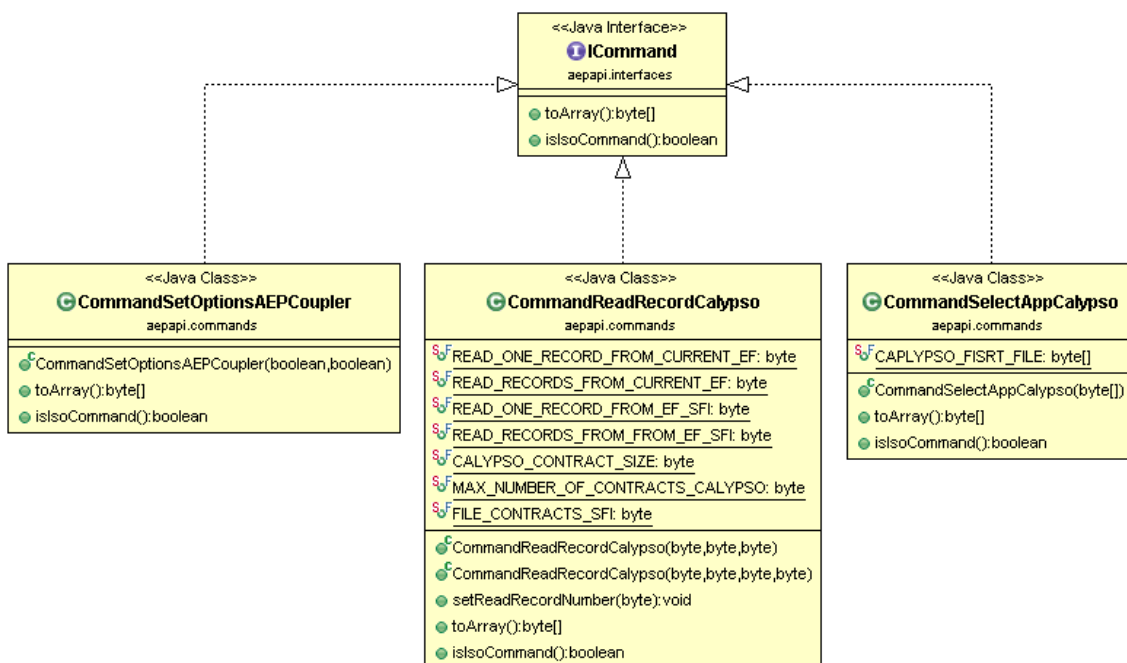 <<Java Interface>>
I ICommand
aepapi.interfaces
toArray():byte[]
isIsoCommand():boolean
<<Java Class>>
C CommandSetOptionsAEPCoupler
aepapi.commands
C CommandSetOptionsAEPCoupler(boolean,boolean)
toArray():byte[]
isIsoCommand():boolean
<<Java Class>>
C CommandReadRecordCalypso
aepapi.commands
S F READ_ONE_RECORD_FROM_CURRENT_EF: byte
S F READ_RECORDS_FROM_CURRENT_EF: byte
S F READ_ONE_RECORD_FROM_EF_SFI: byte
S F READ_RECORDS_FROM_FROM_EF_SFI: byte
S F CALYPSO_CONTRACT_SIZE: byte
S F MAX_NUMBER_OF_CONTRACTS_CALYPSO: byte
S F FILE_CONTRACTS_SFI: byte
C CommandReadRecordCalypso(byte,byte,byte)
C CommandReadRecordCalypso(byte,byte,byte,byte)
setReadRecordNumber(byte):void
toArray():byte[]
isIsoCommand():boolean
<<Java Class>>
C CommandSelectAppCalypso
aepapi.commands
S F CAPLYPSO_FISRT_FILE: byte[]
C CommandSelectAppCalypso(byte[])
toArray():byte[]
isIsoCommand():boolean